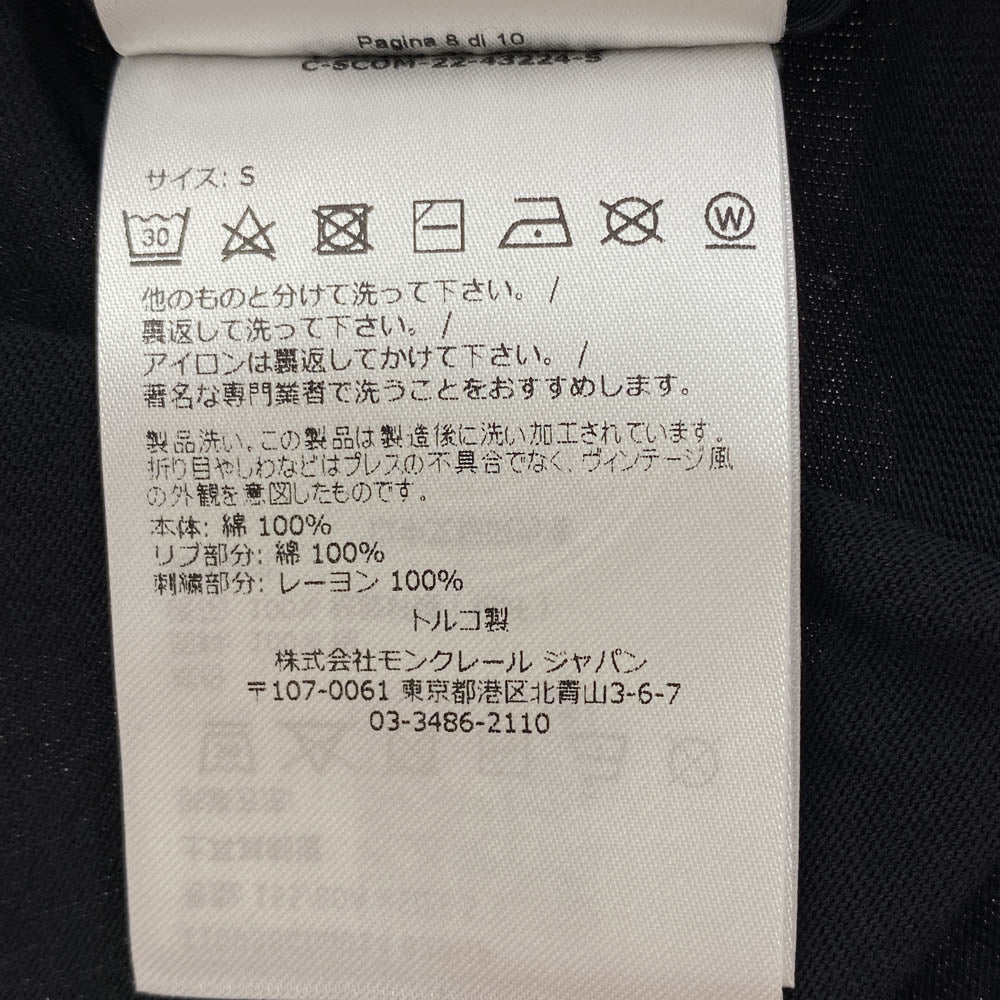 Pagina 8 di 10
C-SCOM-22-43224-S
サイズ: S
30
W
他のものと分けて洗って下さい。 /
裏返して洗って下さい。 /
アイロンは裏返してかけて下さい。 /
著名な専門業者で洗うことをおすすめします。
製品洗い。この製品は製造後に洗い加工されています。
折り目やしわなどはプレスの不具合でなく、ヴィンテージ風
の外観を意図したものです。
本体: 綿 100%
リブ部分: 綿 100%
刺繍部分: レーヨン 100%
トルコ製
株式会社モンクレール ジャパン
〒107-0061 東京都港区北青山3-6-7
03-3486-2110